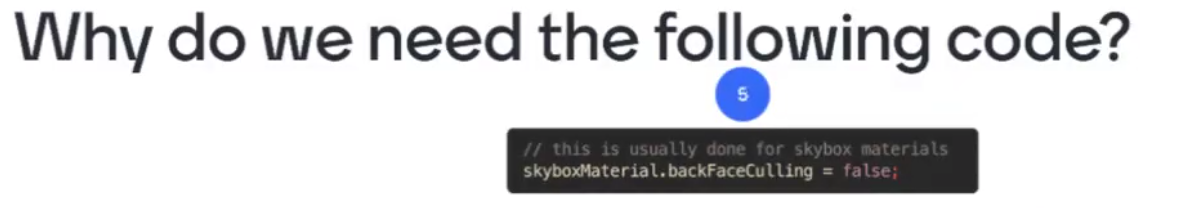 Why do we need the following code?
5
// this is usually done for skybox materials
skyboxMaterial.backFaceCulling = false;